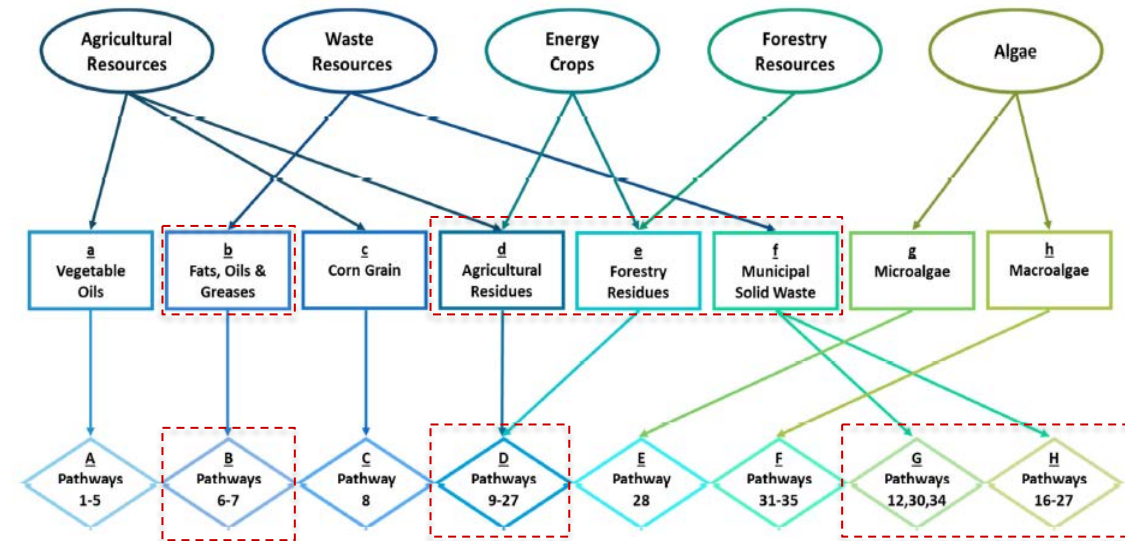 Agricultural
Resources
Waste
Resources
Energy
Crops
Forestry
Resources
Algae
a
Vegetable
Oils
b
Fats, Oils &
Greases
c
Corn Grain
d
Agricultural
Residues
e
Forestry
Residues
f
Municipal
Solid Waste
g
Microalgae
h
Macroalgae
A
Pathways
1-5
B
Pathways
6-7
C
Pathway
8
D
Pathways
9-27
E
Pathway
28
F
Pathways
31-35
G
Pathways
12,30,34
H
Pathways
16-27